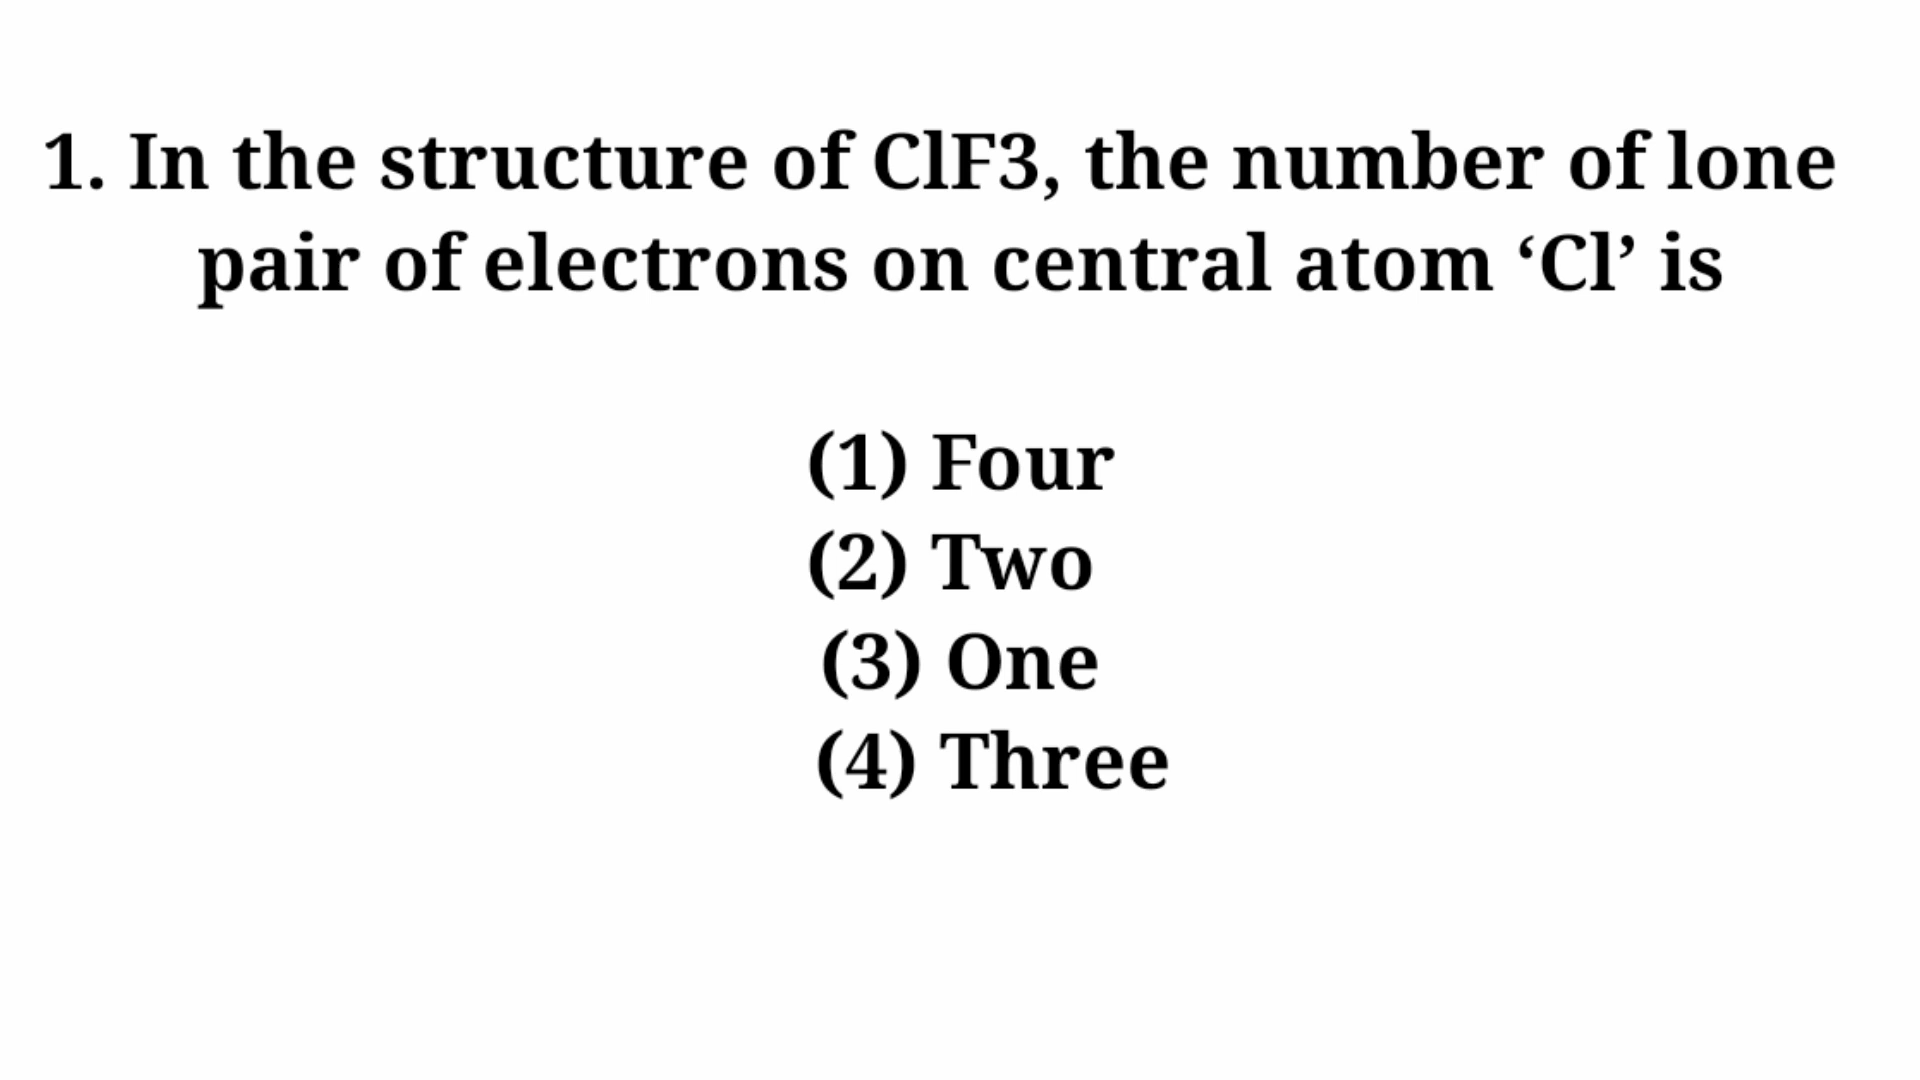 1. In the structure of ClF3, the number of lone
pair of electrons on central atom ‘Cl’ is
(1) Four
(2) Two
(3) One
(4) Three